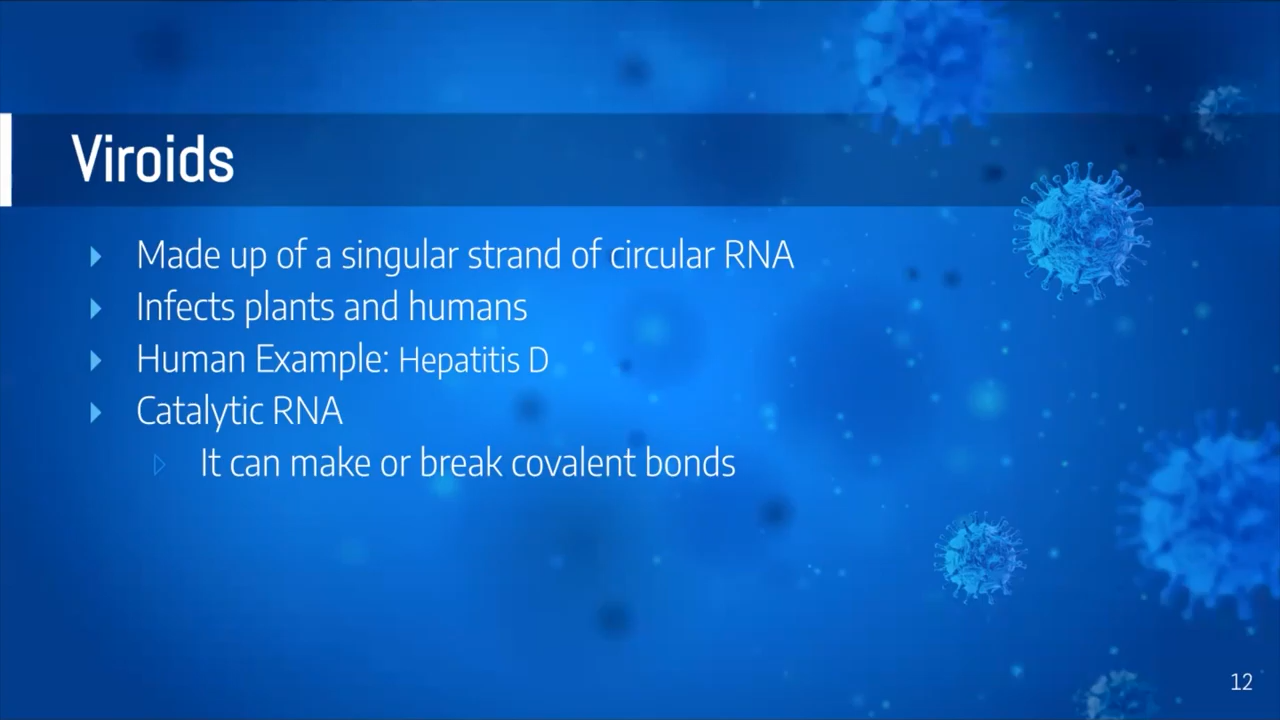 Viroids
Made up of a singular strand of circular RNA
Infects plants and humans
Human Example: Hepatitis D
Catalytic RNA
It can make or break covalent bonds
12